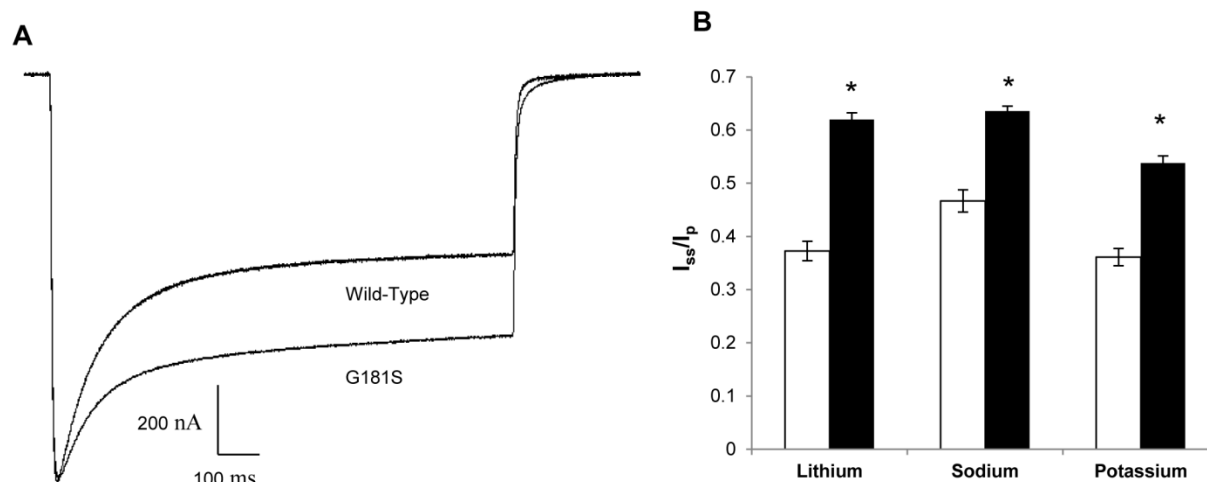 A
Wild-Type
G181S
200 nA
100 ms
B
0.7
0.6
0.5
0.4
0.3
0.2
0.1
0
Iss/Ip
*
*
*
Lithium Sodium Potassium